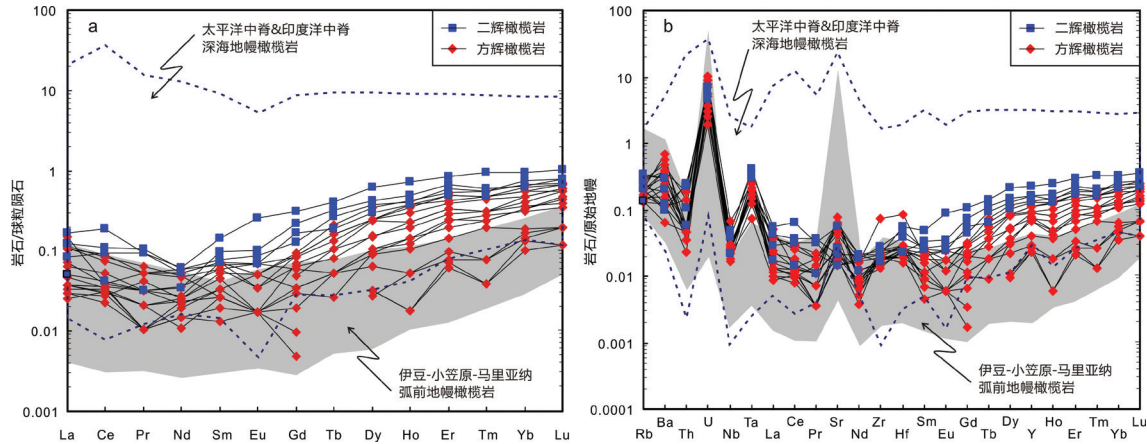 a
太平洋中脊&印度洋中脊
深海地幔橄榄岩
二辉橄榄岩
方辉橄榄岩
岩石/球粒陨石
100
10
1
0.1
0.01
0.001
伊豆-小笠原-马里亚纳
弧前地幔橄榄岩
La Ce Pr Nd Sm Eu Gd Tb Dy Ho Er Tm Yb Lu
b
太平洋中脊&印度洋中脊
深海地幔橄榄岩
二辉橄榄岩
方辉橄榄岩
岩石/原始地幔
100
10
1
0.1
0.01
0.001
0.0001
伊豆-小笠原-马里亚纳
弧前地幔橄榄岩
Ba U Ta Ce Sr Zr Sm Gd Dy Ho Tm Lu
Rb Th Nb La Pr Nd Hf Eu Tb Y Er Yb